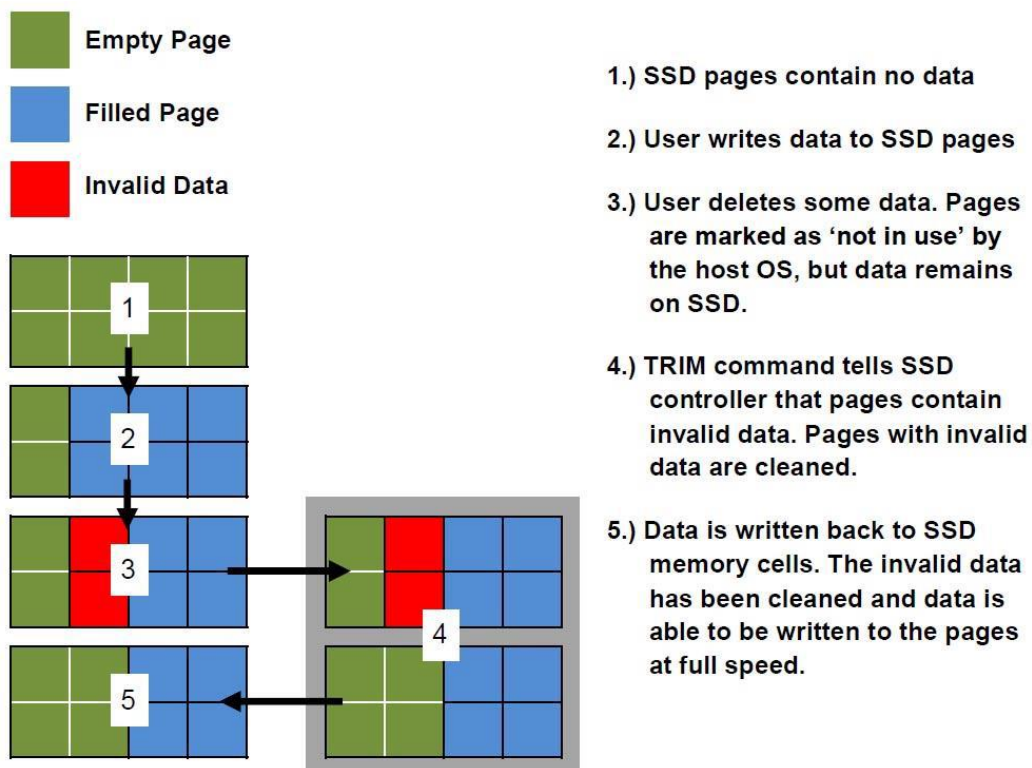 Empty Page
Filled Page
Invalid Data
1
2
3
4
5
1.) SSD pages contain no data
2.) User writes data to SSD pages
3.) User deletes some data. Pages
are marked as ‘not in use’ by
the host OS, but data remains
on SSD.
4.) TRIM command tells SSD
controller that pages contain
invalid data. Pages with invalid
data are cleaned.
5.) Data is written back to SSD
memory cells. The invalid data
has been cleaned and data is
able to be written to the pages
at full speed.